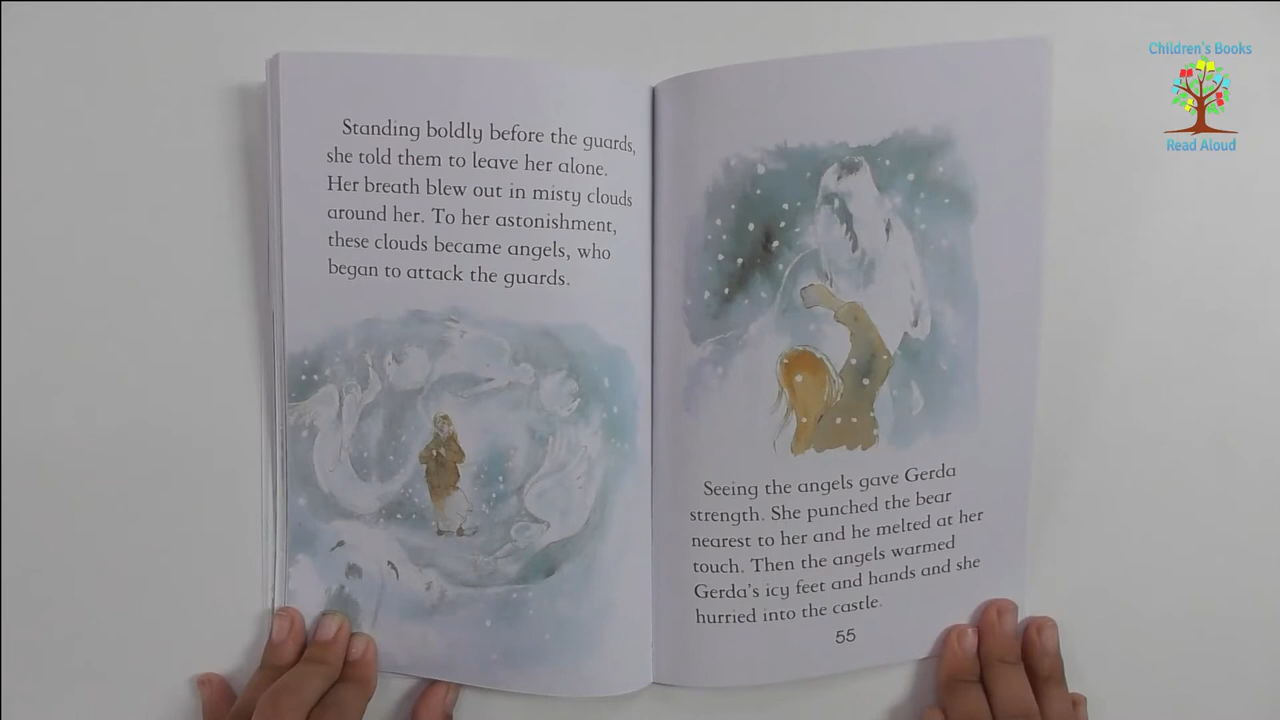 Standing boldly before the guards,
she told them to leave her alone.
Her breath blew out in misty clouds
around her. To her astonishment,
these clouds became angels, who
began to attack the guards.
Seeing the angels gave Gerda
strength. She punched the bear
nearest to her and he melted at her
touch. Then the angels warmed
Gerda's icy feet and hands and she
hurried into the castle.
55
Children's Books
Read Aloud